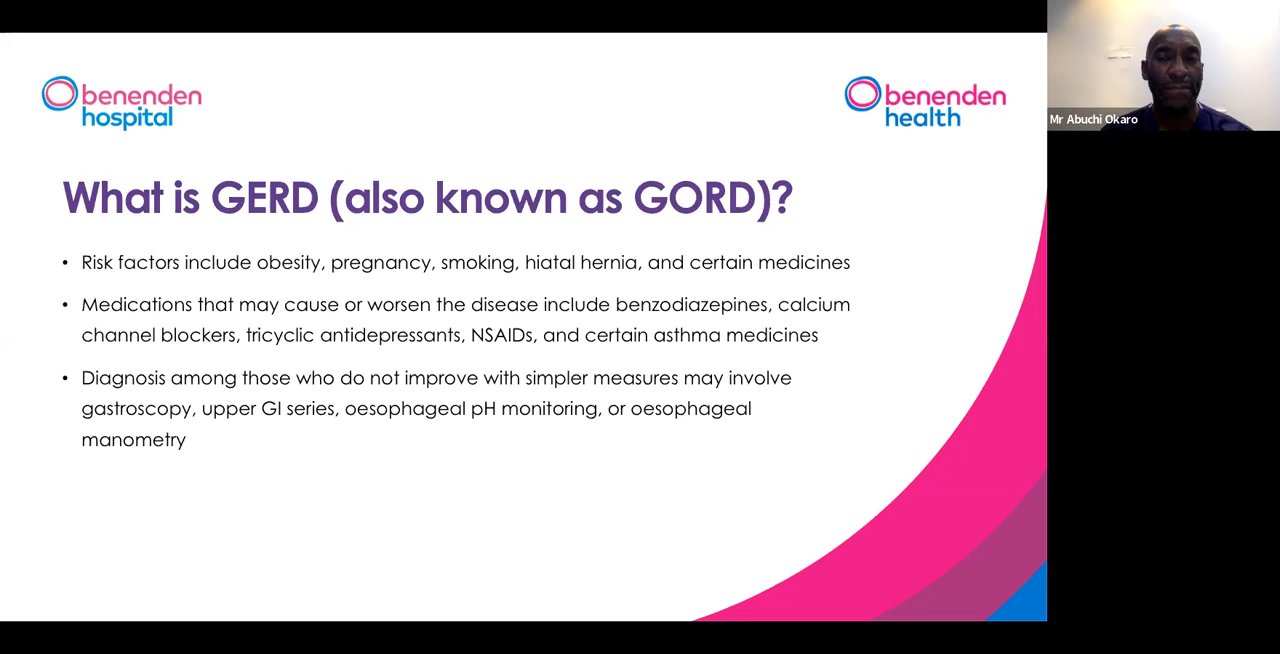 benenden
hospital
benenden
health
Mr Abuchi Okaro
What is GERD (also known as GORD)?
• Risk factors include obesity, pregnancy, smoking, hiatal hernia, and certain medicines
• Medications that may cause or worsen the disease include benzodiazepines, calcium
channel blockers, tricyclic antidepressants, NSAIDs, and certain asthma medicines
• Diagnosis among those who do not improve with simpler measures may involve
gastroscopy, upper GI series, oesophageal pH monitoring, or oesophageal
manometry